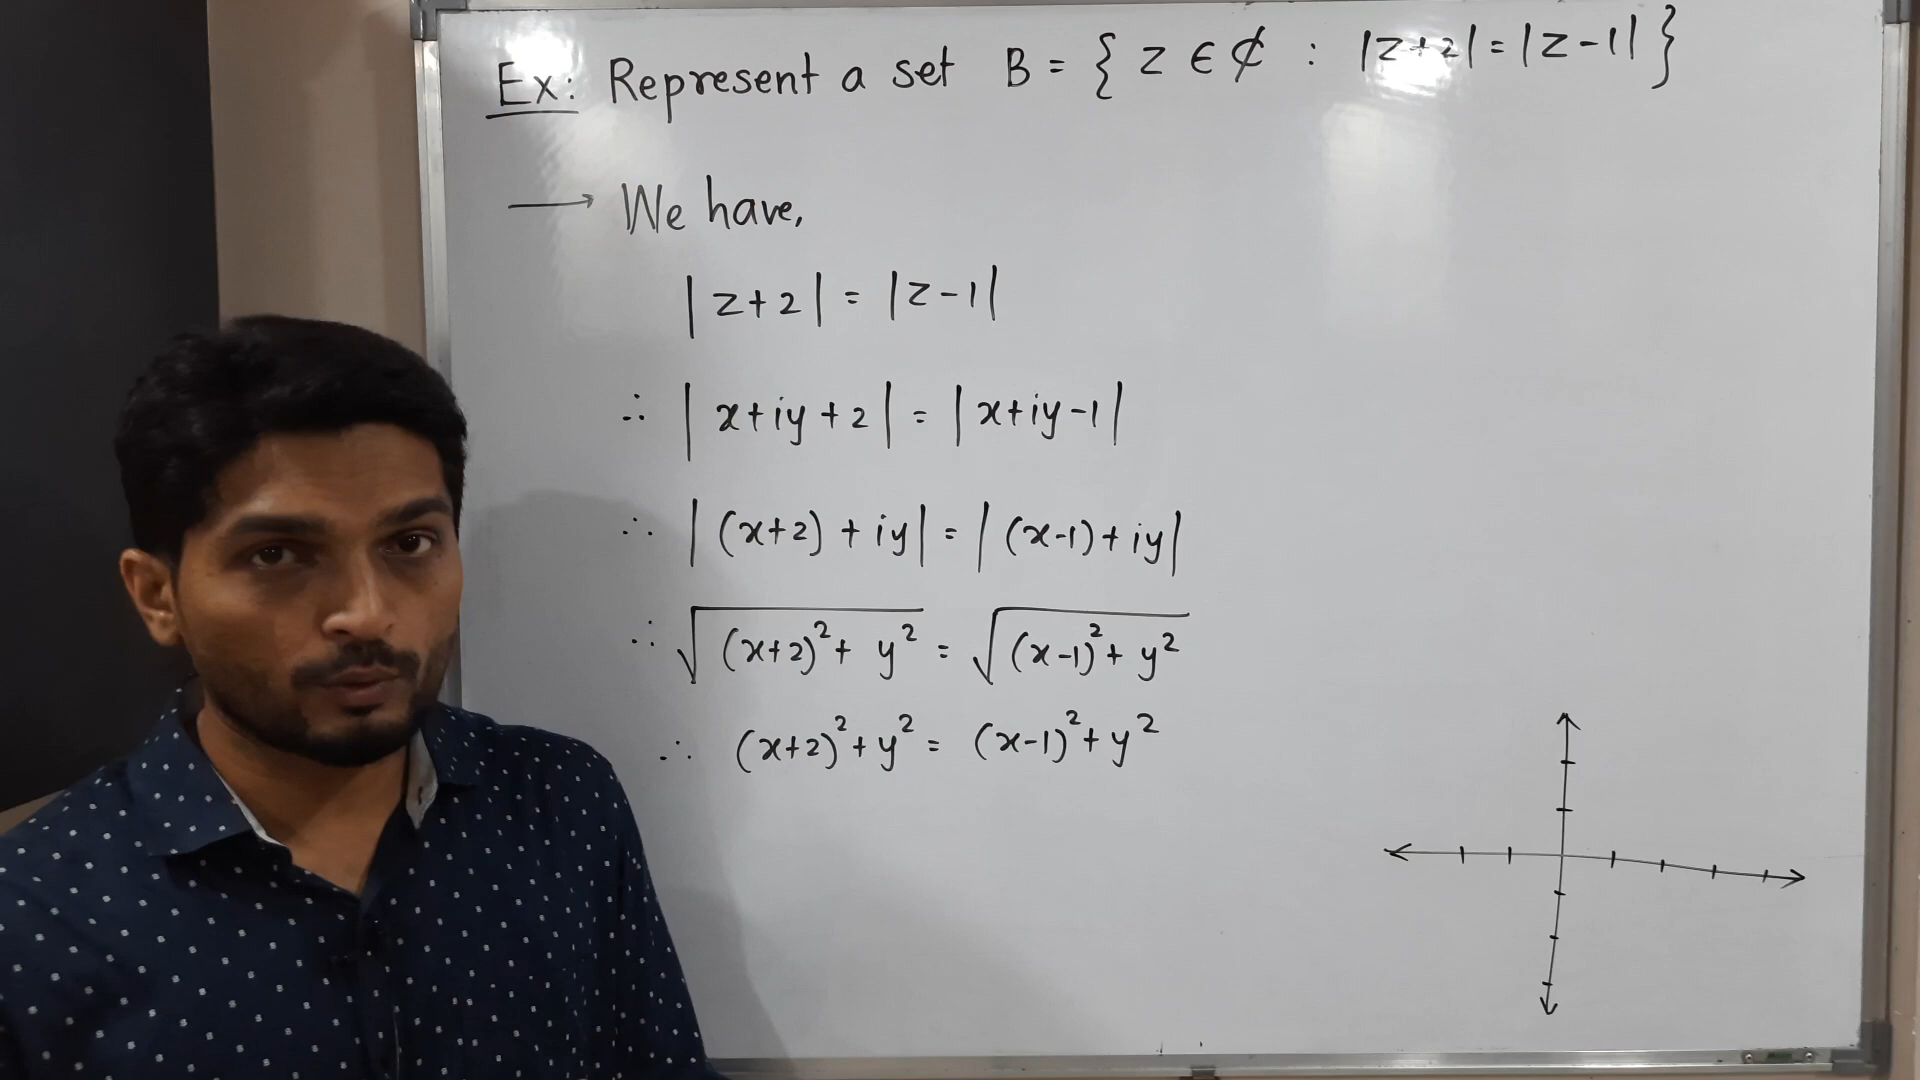 Ex: Represent a set B = { z ∈ ₵ : |z+2| = |z-1| }
→ We have,
|z+2| = |z-1|
∴ |x+iy+2| = |x+iy-1|
∴ |(x+2) + iy| = |(x-1) + iy|
∴ √((x+2)² + y²) = √((x-1)² + y²)
∴ (x+2)² + y² = (x-1)² + y²